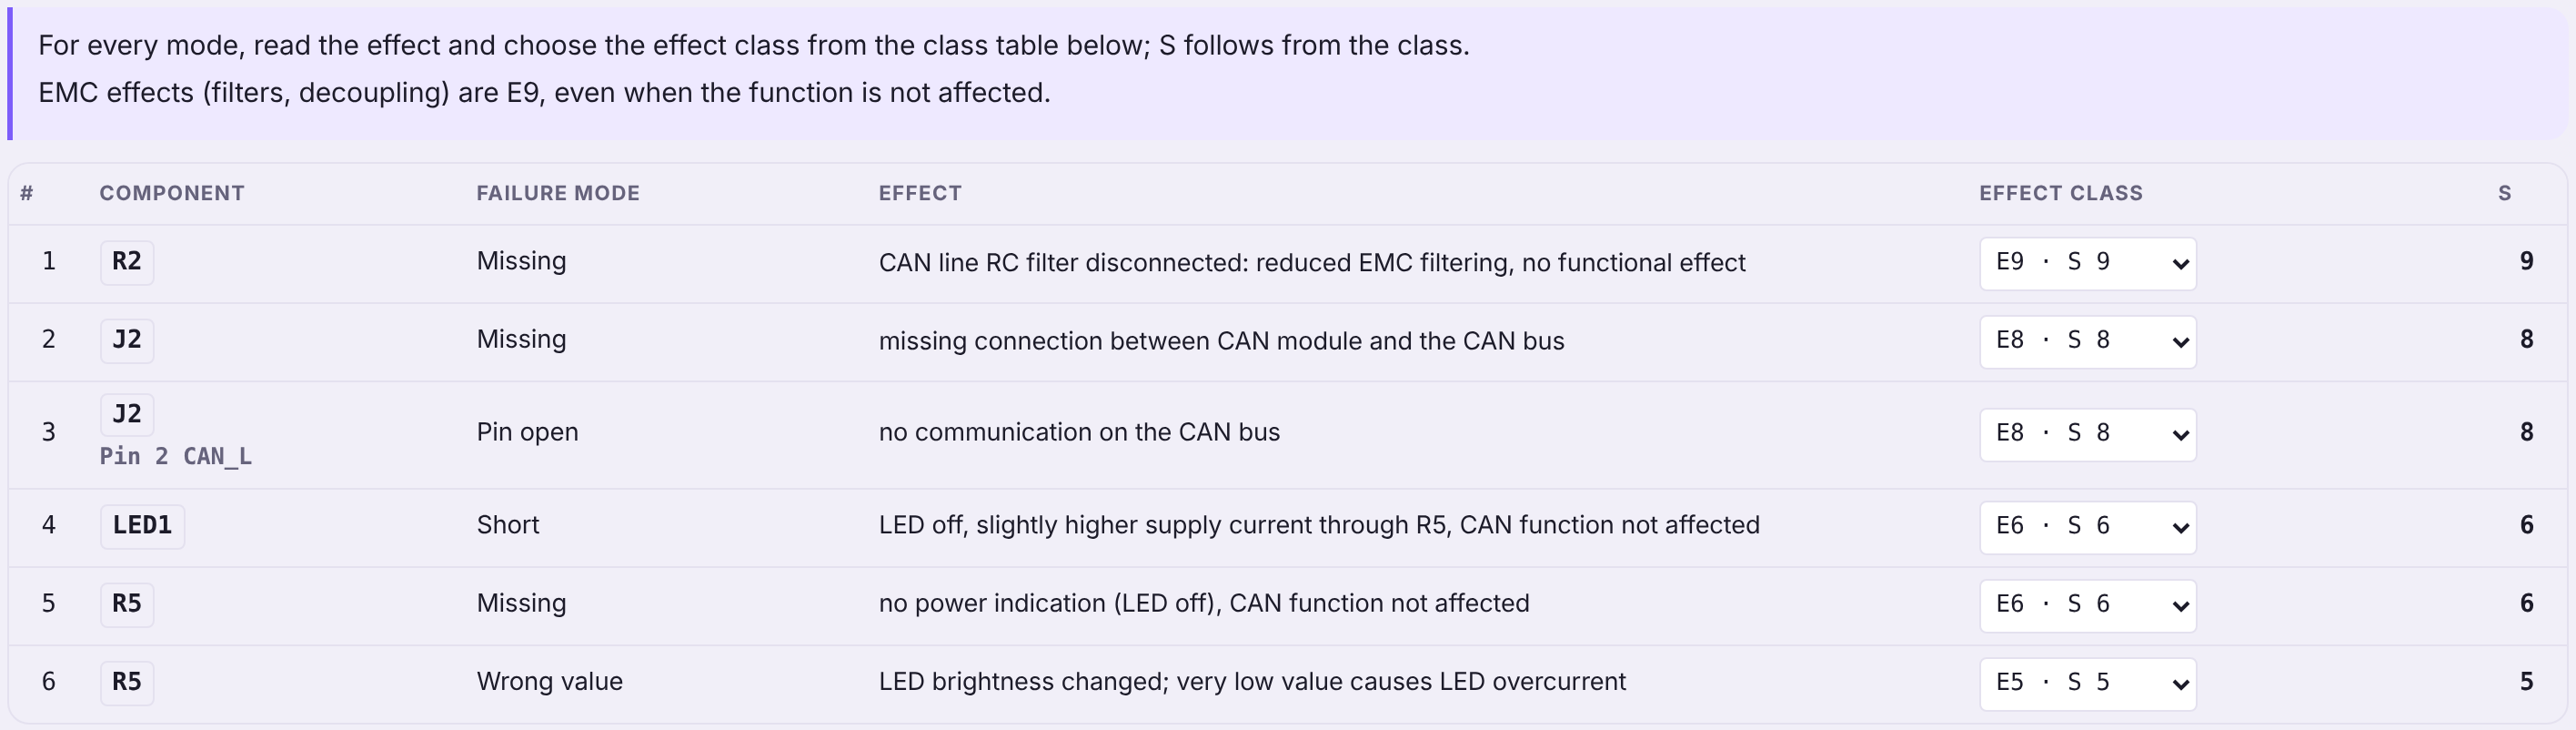 For every mode, read the effect and choose the effect class from the class table below; S follows from the class.
EMC effects (filters, decoupling) are E9, even when the function is not affected.
# COMPONENT FAILURE MODE EFFECT EFFECT CLASS S
1 R2 Missing CAN line RC filter disconnected: reduced EMC filtering, no functional effect E9 · S 9 9
2 J2 Missing missing connection between CAN module and the CAN bus E8 · S 8 8
3 J2 Pin open no communication on the CAN bus E8 · S 8 8
Pin 2 CAN_L
4 LED1 Short LED off, slightly higher supply current through R5, CAN function not affected E6 · S 6 6
5 R5 Missing no power indication (LED off), CAN function not affected E6 · S 6 6
6 R5 Wrong value LED brightness changed; very low value causes LED overcurrent E5 · S 5 5